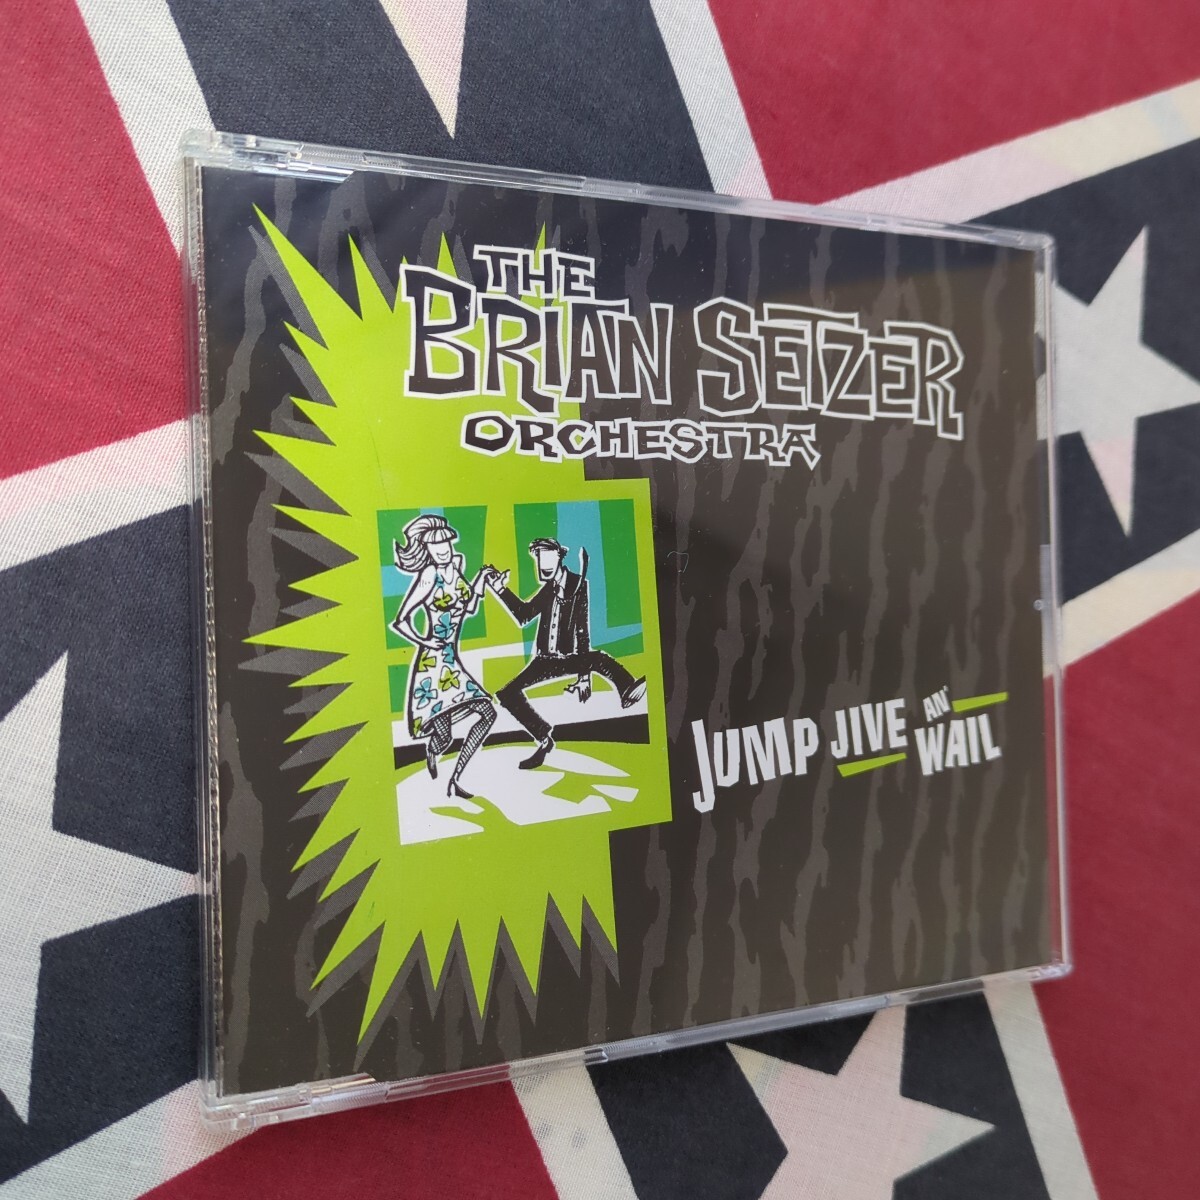 THE
BRIAN SETZER
ORCHESTRA
JUMP JIVE AN' WAIL